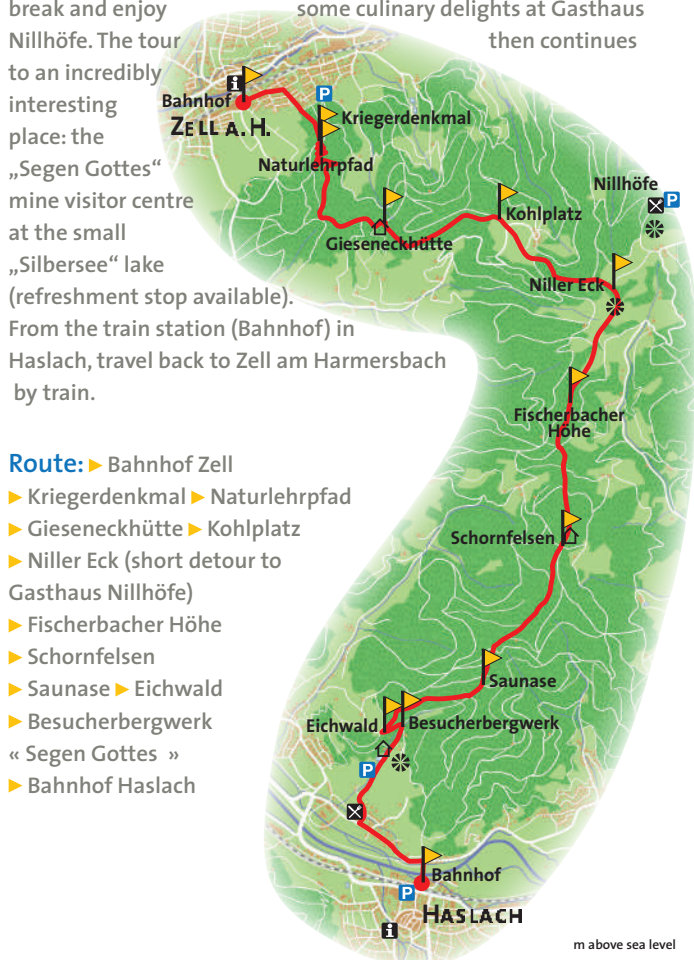 break and enjoy some culinary delights at Gasthaus
Nillhöfe. The tour then continues
to an incredibly
interesting
place: the
„Segen Gottes“
mine visitor centre
at the small
„Silbersee“ lake
(refreshment stop available).
From the train station (Bahnhof) in
Haslach, travel back to Zell am Harmersbach
by train.
Route: ▶ Bahnhof Zell
▶ Kriegerdenkmal ▶ Naturlehrpfad
▶ Gieseneckhütte ▶ Kohlplatz
▶ Niller Eck (short detour to
Gasthaus Nillhöfe)
▶ Fischerbacher Höhe
▶ Schornfelsen
▶ Saunase ▶ Eichwald
▶ Besucherbergwerk
« Segen Gottes »
▶ Bahnhof Haslach
i
Bahnhof
ZELL A.H.
P
Kriegerdenkmal
Naturlehrpfad
Gieseneckhütte
Kohlplatz
Nillhöfe
P
Niller Eck
Fischerbacher
Höhe
Schornfelsen
Saunase
Eichwald
Besucherbergwerk
P
Bahnhof
P
HASLACH
i
m above sea level